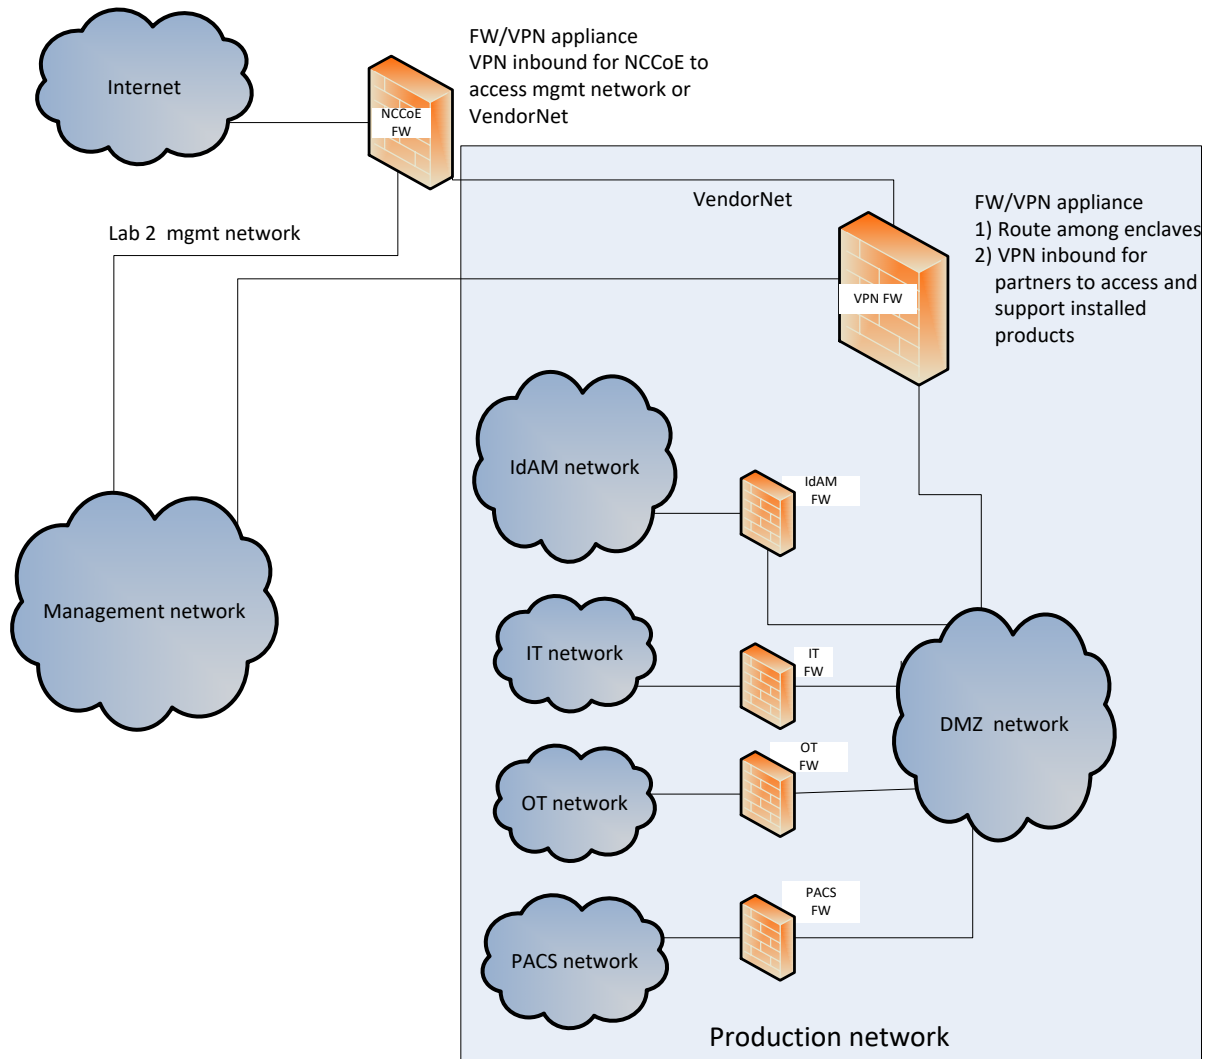 Internet
FW/VPN appliance
VPN inbound for NCCoE to
access mgmt network or
VendorNet
NCCoE
FW
VendorNet
Lab 2 mgmt network
FW/VPN appliance
1) Route among enclaves
2) VPN inbound for
partners to access and
support installed
products
VPN FW
IdAM network
IdAM
FW
Management network
IT network
IT
FW
DMZ network
OT network
OT
FW
PACS network
PACS
FW
Production network